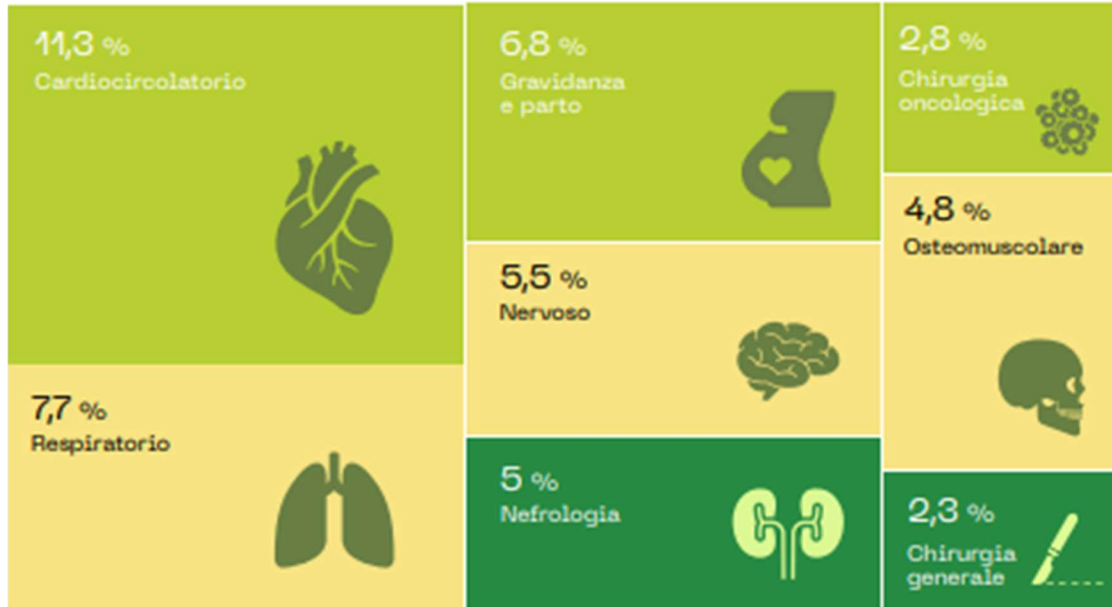 11,3 %
Cardiocircolatorio
7,7 %
Respiratorio
6,8 %
Gravidanza
e parto
5,5 %
Nervoso
5 %
Nefrologia
2,8 %
Chirurgia
oncologica
4,8 %
Osteomuscolare
2,3 %
Chirurgia
generale